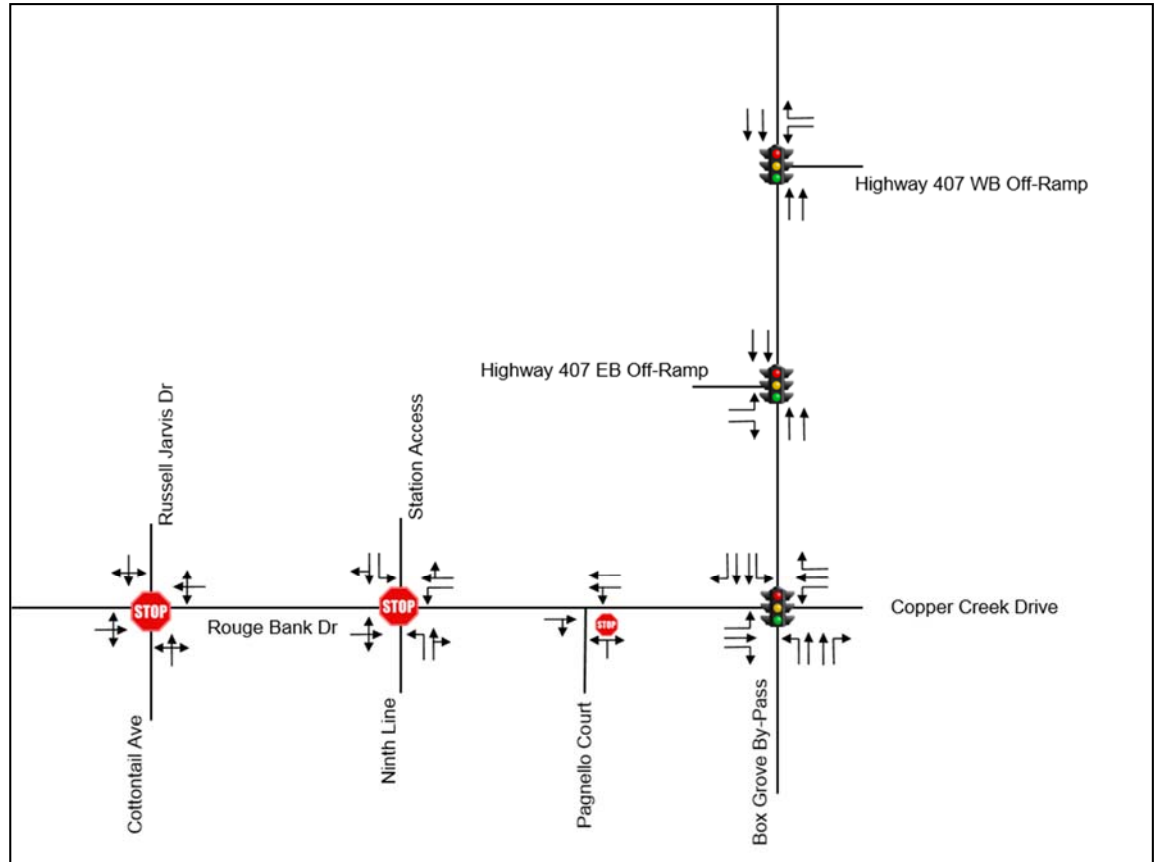 Highway 407 WB Off-Ramp
Highway 407 EB Off-Ramp
Russell Jarvis Dr
Station Access
STOP
STOP
STOP
Copper Creek Drive
Rouge Bank Dr
Cottontail Ave
Ninth Line
Pagnello Court
Box Grove By-Pass